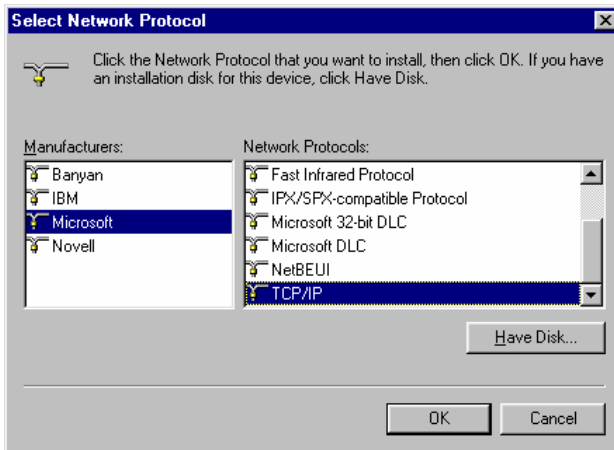 Select Network Protocol
Click the Network Protocol that you want to install, then click OK. If you have
an installation disk for this device, click Have Disk.
Manufacturers:
Banyan
IBM
Microsoft
Novell
Network Protocols:
Fast Infrared Protocol
IPX/SPX-compatible Protocol
Microsoft 32-bit DLC
Microsoft DLC
NetBEUI
TCP/IP
Have Disk...
OK
Cancel